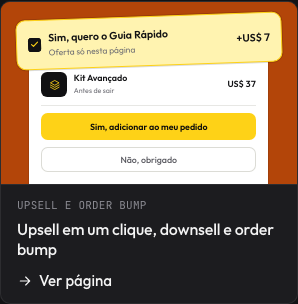 Sim, quero o Guia Rápido
+US$ 7
Oferta só nesta página
Kit Avançado
US$ 37
Antes de sair
Sim, adicionar ao meu pedido
Não, obrigado
UPSELL E ORDER BUMP
Upsell em um clique, downsell e order
bump
→ Ver página